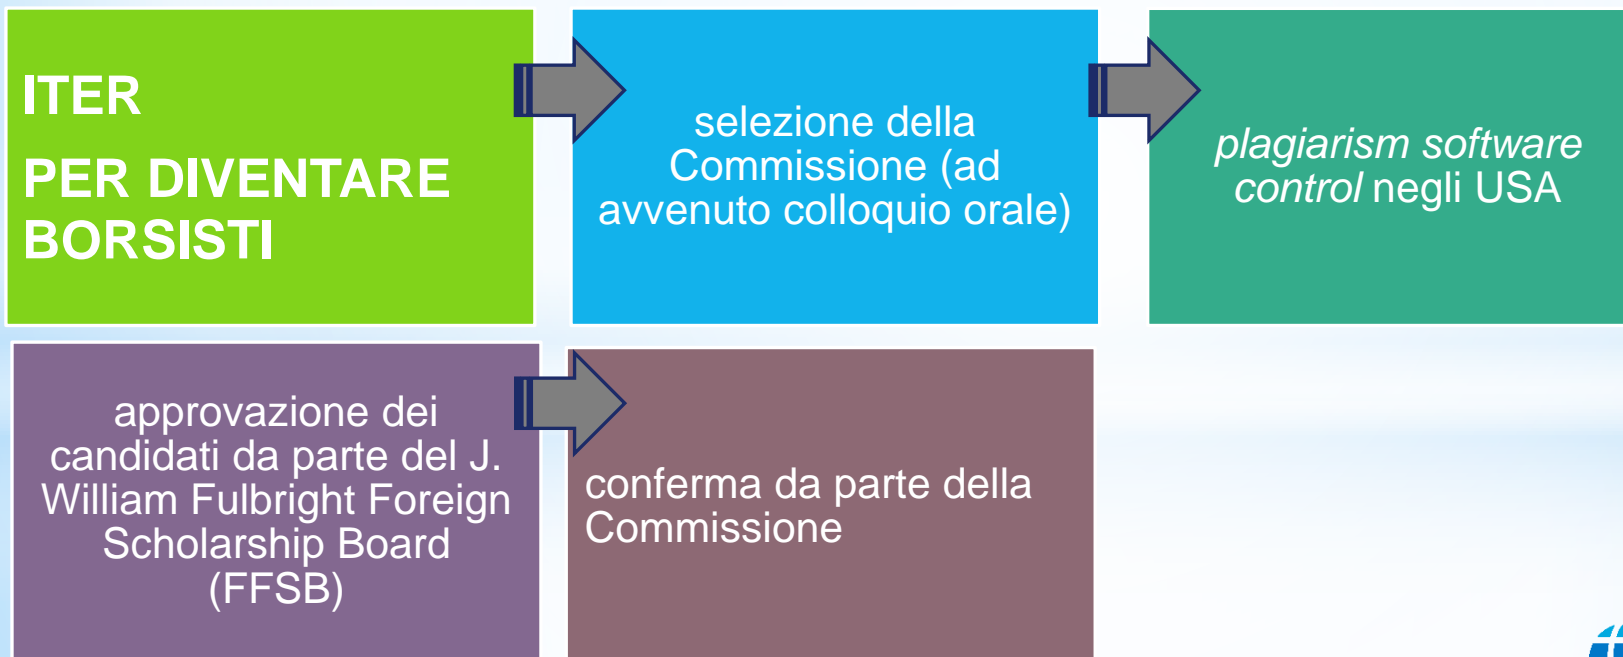 ITER
PER DIVENTARE
BORSISTI
selezione della
Commissione (ad
avvenuto colloquio orale)
plagiarism software
control negli USA
approvazione dei
candidati da parte del J.
William Fulbright Foreign
Scholarship Board
(FFSB)
conferma da parte della
Commissione